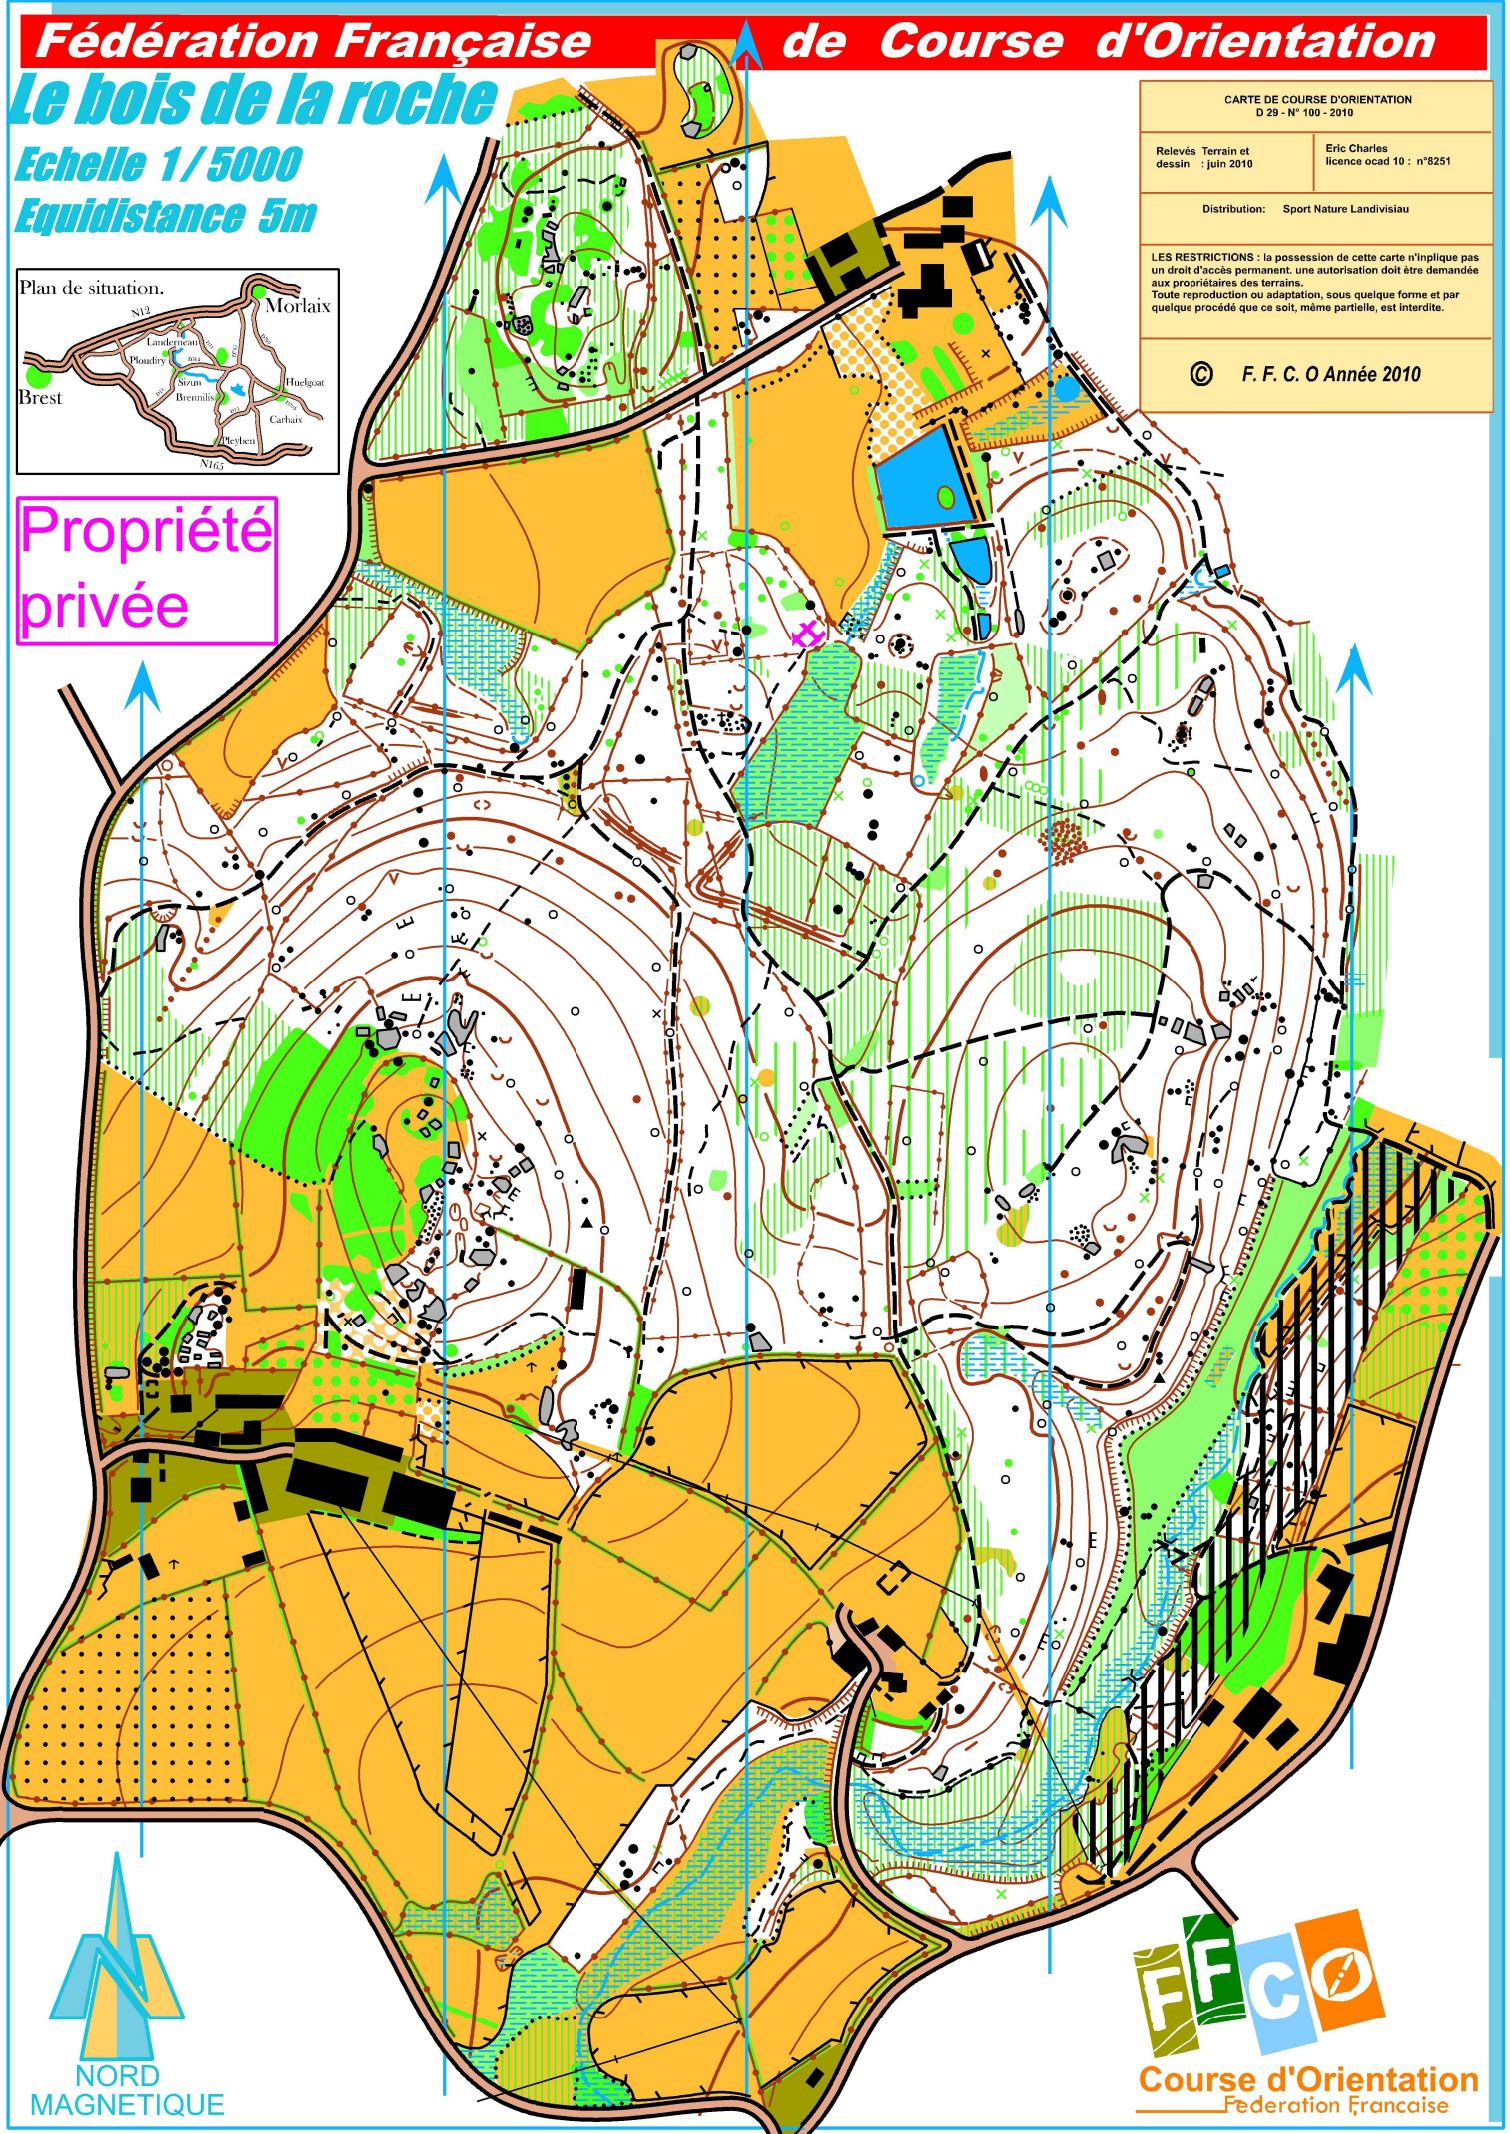 Fédération Française de Course d'Orientation
Le bois de la roche
Echelle 1 / 5000
Equidistance 5m
CARTE DE COURSE D'ORIENTATION
D 29 - N° 100 - 2010
Relevés Terrain et
dessin : juin 2010
Eric Charles
licence ocad 10 : n°8251
Distribution: Sport Nature Landivisiau
LES RESTRICTIONS : la possession de cette carte n'inplique pas
un droit d'accès permanent. une autorisation doit ètre demandée
aux propriétaires des terrains.
Toute reproduction ou adaptation, sous quelque forme et par
quelque procédé que ce soit, mème partielle, est interdite.
© F. F. C. O Année 2010
Plan de situation.
N12
Morlaix
Landerneau
Ploudiry
Sizun
Huelgoat
Brest
Brennilis
Carhaix
Pleyben
N165
Propriété
privée
NORD
MAGNETIQUE
FFCO
Course d'Orientation
Federation Francaise